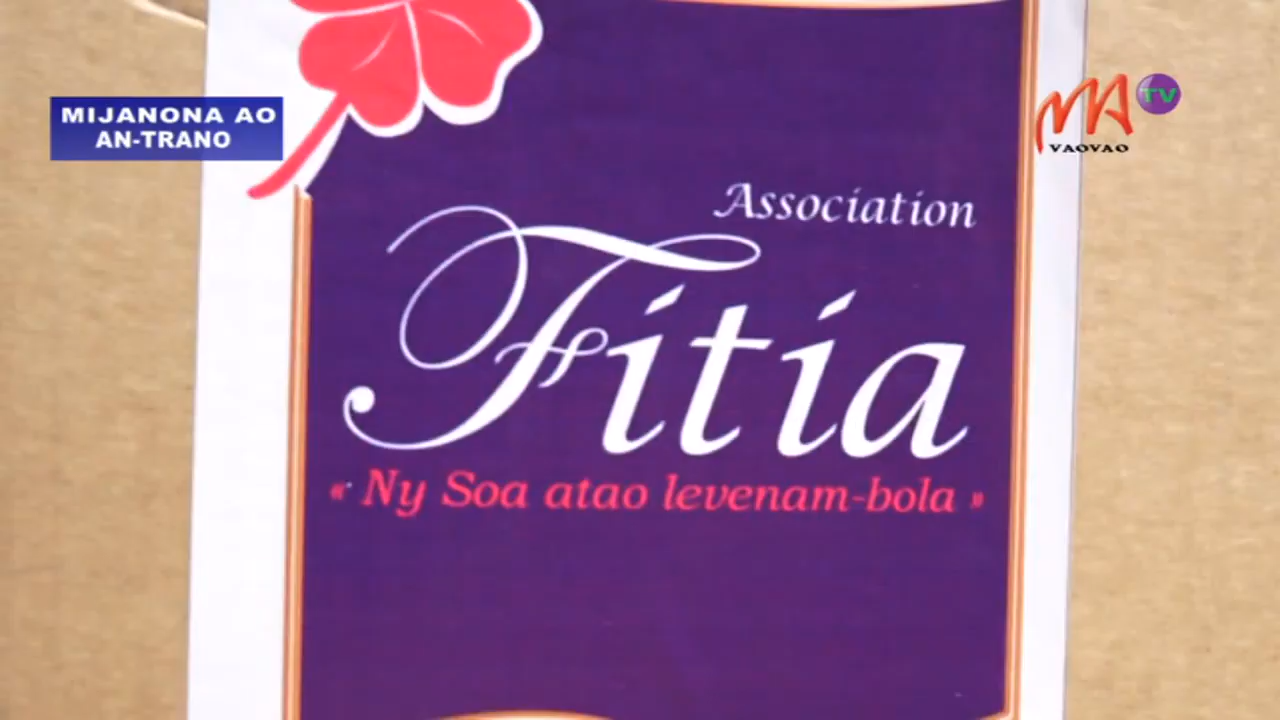 MIJANONA AO
AN-TRANO
MA TV
VAOVAO
Association
Fitia
« Ny Soa atao levenam-bola »